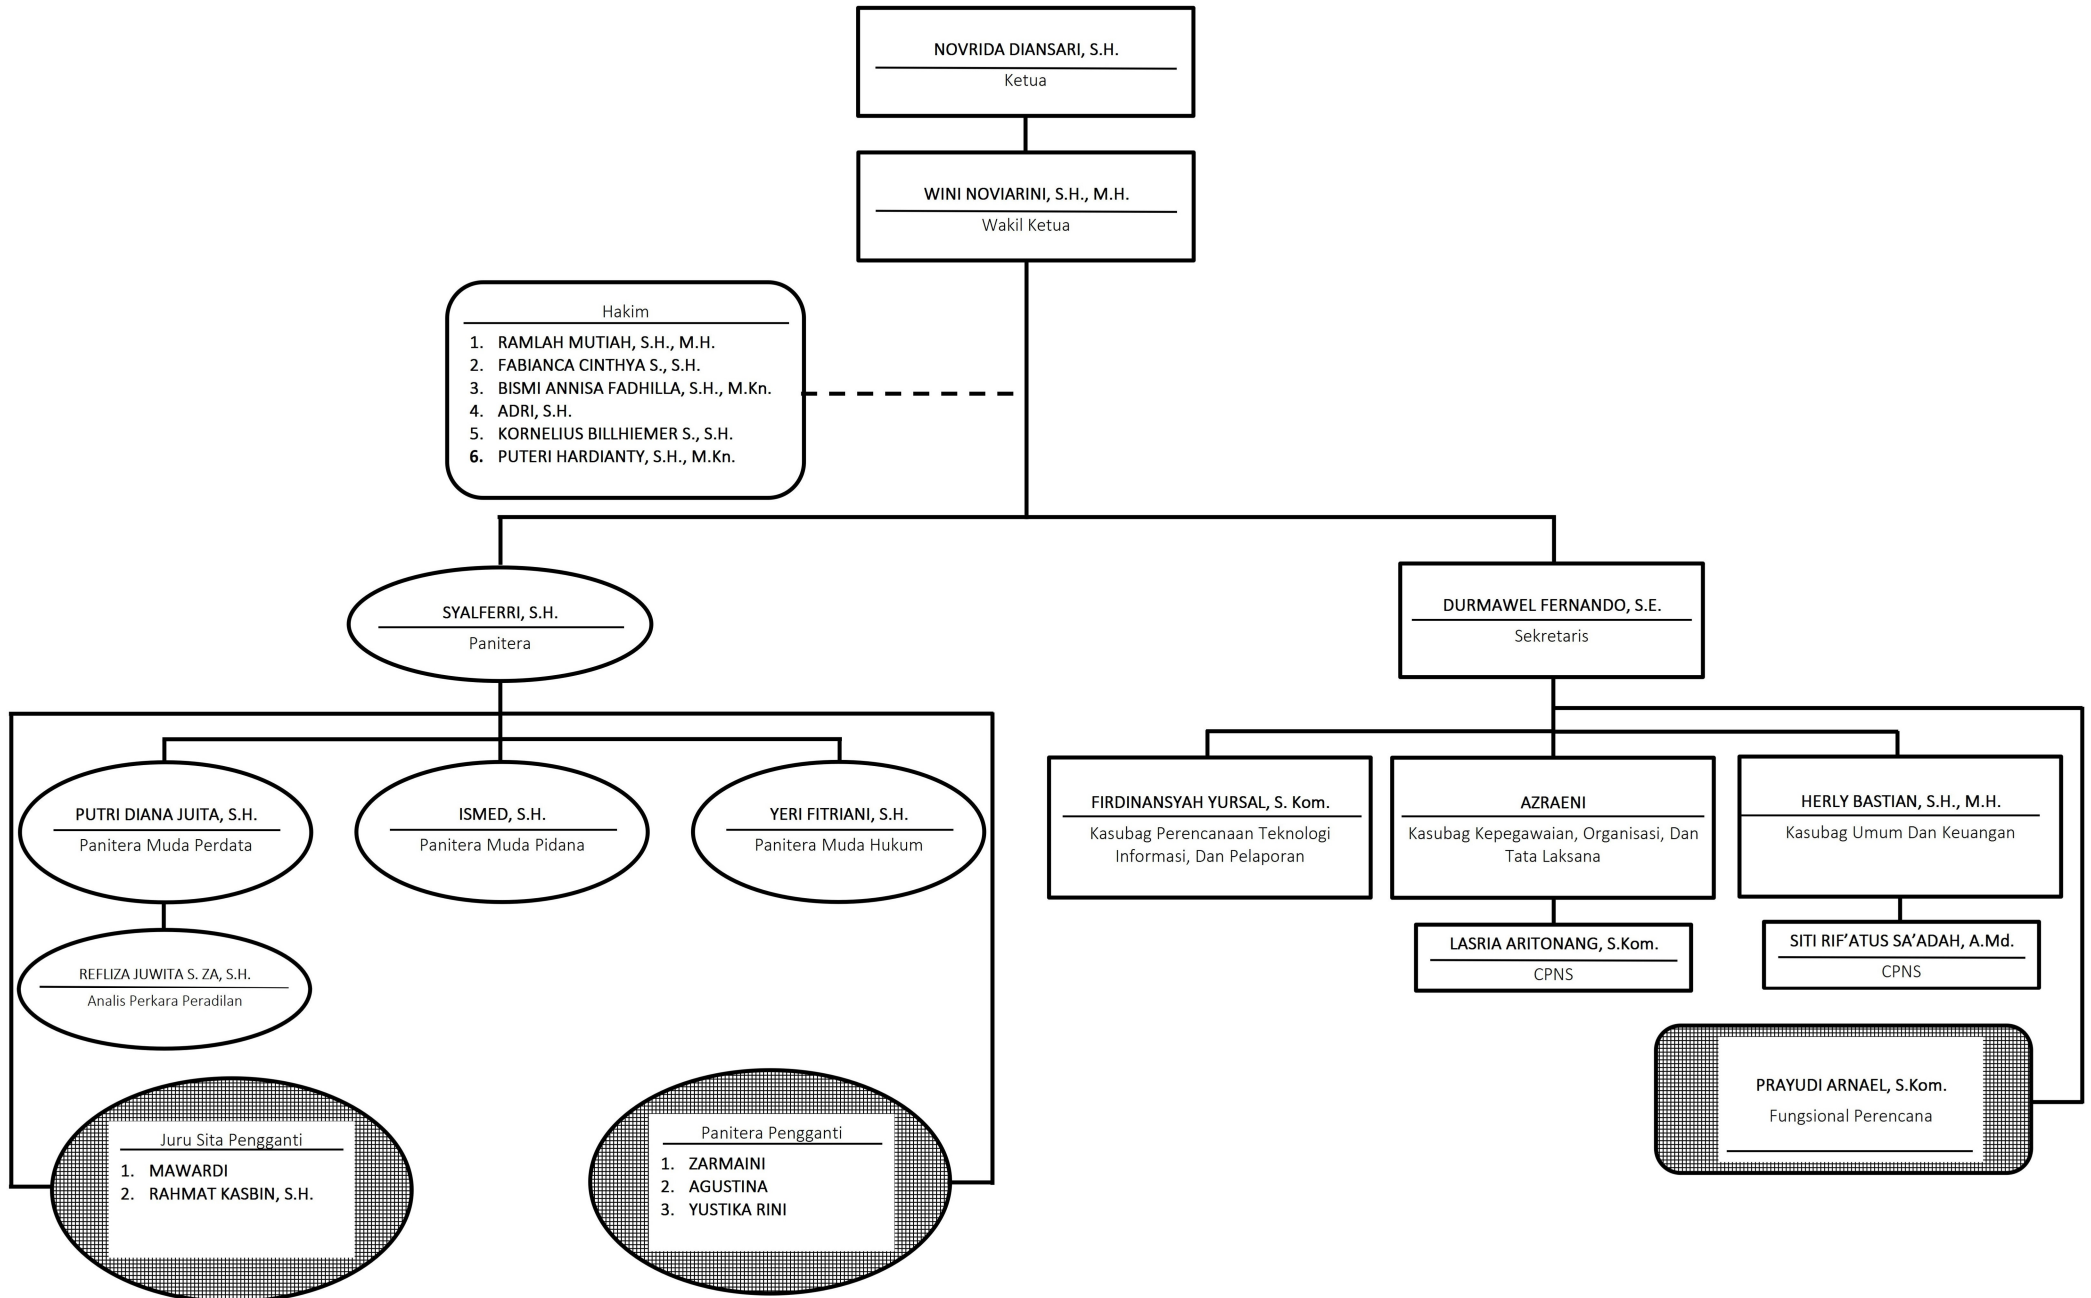 NOVRIDA DIANSARI, S.H.
Ketua
WINI NOVIARINI, S.H., M.H.
Wakil Ketua
Hakim
1. RAMLAH MUTIAH, S.H., M.H.
2. FABIANCA CINTHYA S., S.H.
3. BISMI ANNISA FADHILLA, S.H., M.Kn.
4. ADRI, S.H.
5. KORNELIUS BILLHIEMER S., S.H.
6. PUTERI HARDIANTY, S.H., M.Kn.
SYALFERRI, S.H.
Panitera
DURMAWEL FERNANDO, S.E.
Sekretaris
PUTRI DIANA JUITA, S.H.
Panitera Muda Perdata
ISMED, S.H.
Panitera Muda Pidana
YERI FITRIANI, S.H.
Panitera Muda Hukum
FIRDINANSYAH YURSAL, S. Kom.
Kasubag Perencanaan Teknologi
Informasi, Dan Pelaporan
AZRAENI
Kasubag Kepegawaian, Organisasi, Dan
Tata Laksana
HERLY BASTIAN, S.H., M.H.
Kasubag Umum Dan Keuangan
REFLIZA JUWITA S. ZA, S.H.
Analis Perkara Peradilan
LASRIA ARITONANG, S.Kom.
CPNS
SITI RIF’ATUS SA’ADAH, A.Md.
CPNS
Juru Sita Pengganti
1. MAWARDI
2. RAHMAT KASBIN, S.H.
Panitera Pengganti
1. ZARMAINI
2. AGUSTINA
3. YUSTIKA RINI
PRAYUDI ARNAEL, S.Kom.
Fungsional Perencana